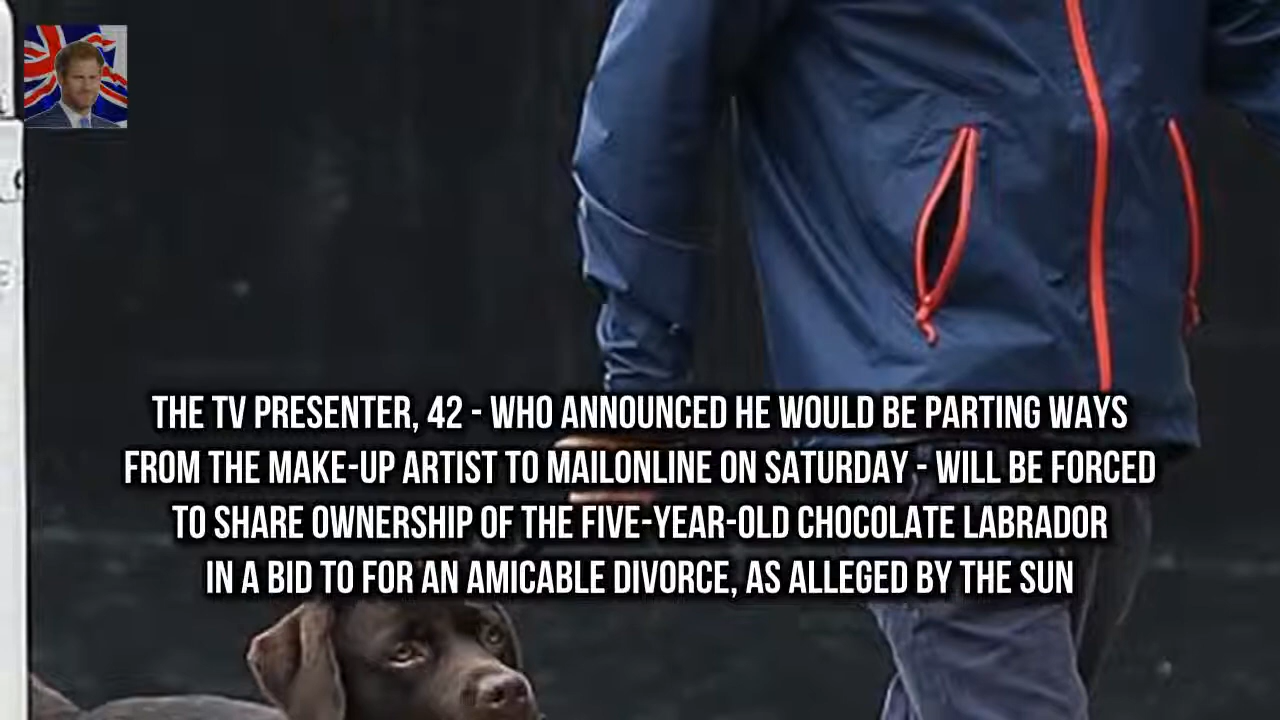 THE TV PRESENTER, 42 - WHO ANNOUNCED HE WOULD BE PARTING WAYS
FROM THE MAKE-UP ARTIST TO MAILONLINE ON SATURDAY - WILL BE FORCED
TO SHARE OWNERSHIP OF THE FIVE-YEAR-OLD CHOCOLATE LABRADOR
IN A BID TO FOR AN AMICABLE DIVORCE, AS ALLEGED BY THE SUN